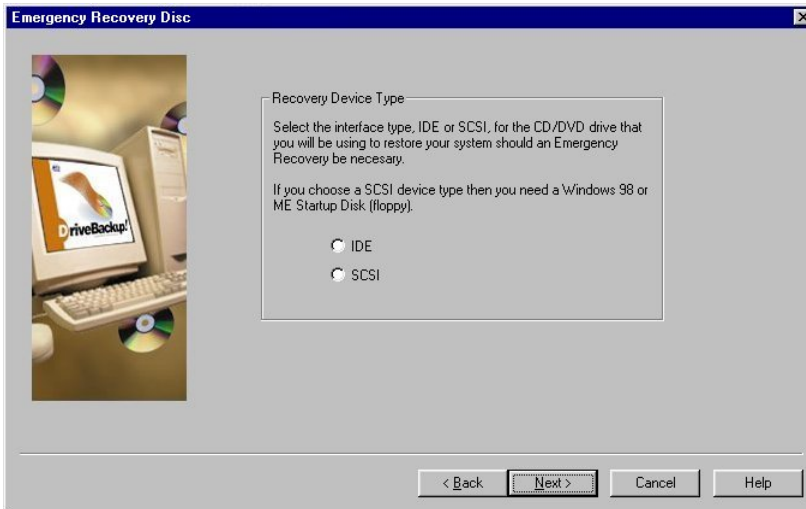 Emergency Recovery Disc
DriveBackup!
Recovery Device Type
Select the interface type, IDE or SCSI, for the CD/DVD drive that
you will be using to restore your system should an Emergency
Recovery be necesary.
If you choose a SCSI device type then you need a Windows 98 or
ME Startup Disk (floppy).
IDE
SCSI
< Back
Next >
Cancel
Help